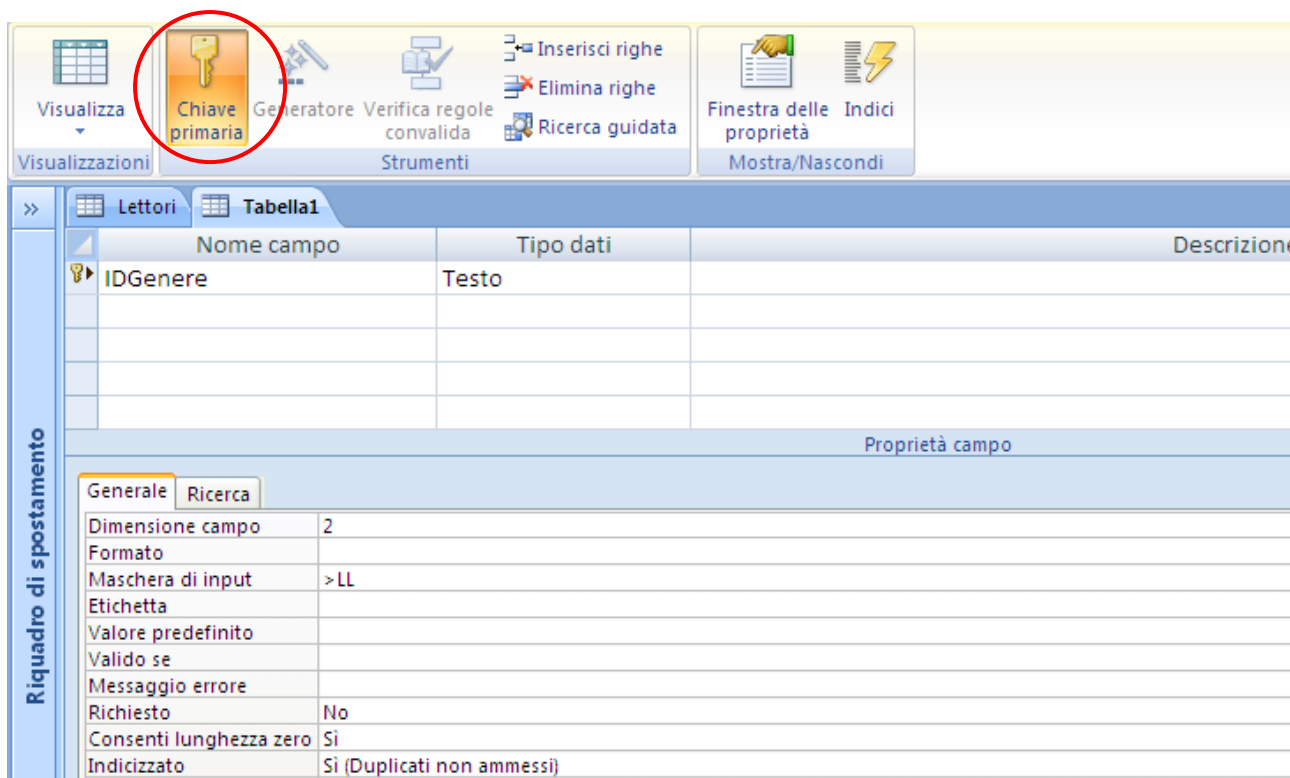 Visualizza
Visualizzazioni
Chiave
primaria
Generatore
Verifica regole
convalida
Inserisci righe
Elimina righe
Ricerca guidata
Strumenti
Finestra delle
proprietà
Indici
Mostra/Nascondi
» Lettori Tabella1
Nome campo Tipo dati Descrizione
IDGenere Testo
Proprietà campo
Riquadro di spostamento
Generale Ricerca
Dimensione campo 2
Formato
Maschera di input >LL
Etichetta
Valore predefinito
Valido se
Messaggio errore
Richiesto No
Consenti lunghezza zero Sì
Indicizzato Sì (Duplicati non ammessi)